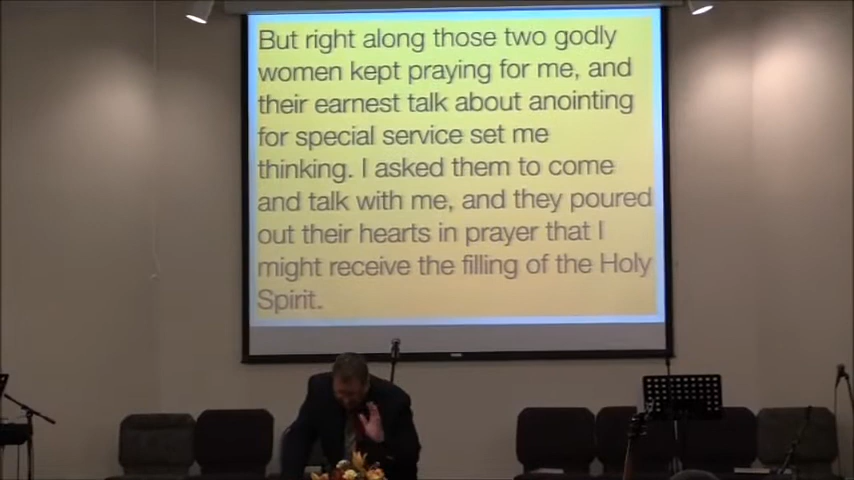 But right along those two godly
women kept praying for me, and
their earnest talk about anointing
for special service set me
thinking. I asked them to come
and talk with me, and they poured
out their hearts in prayer that I
might receive the filling of the Holy
Spirit.